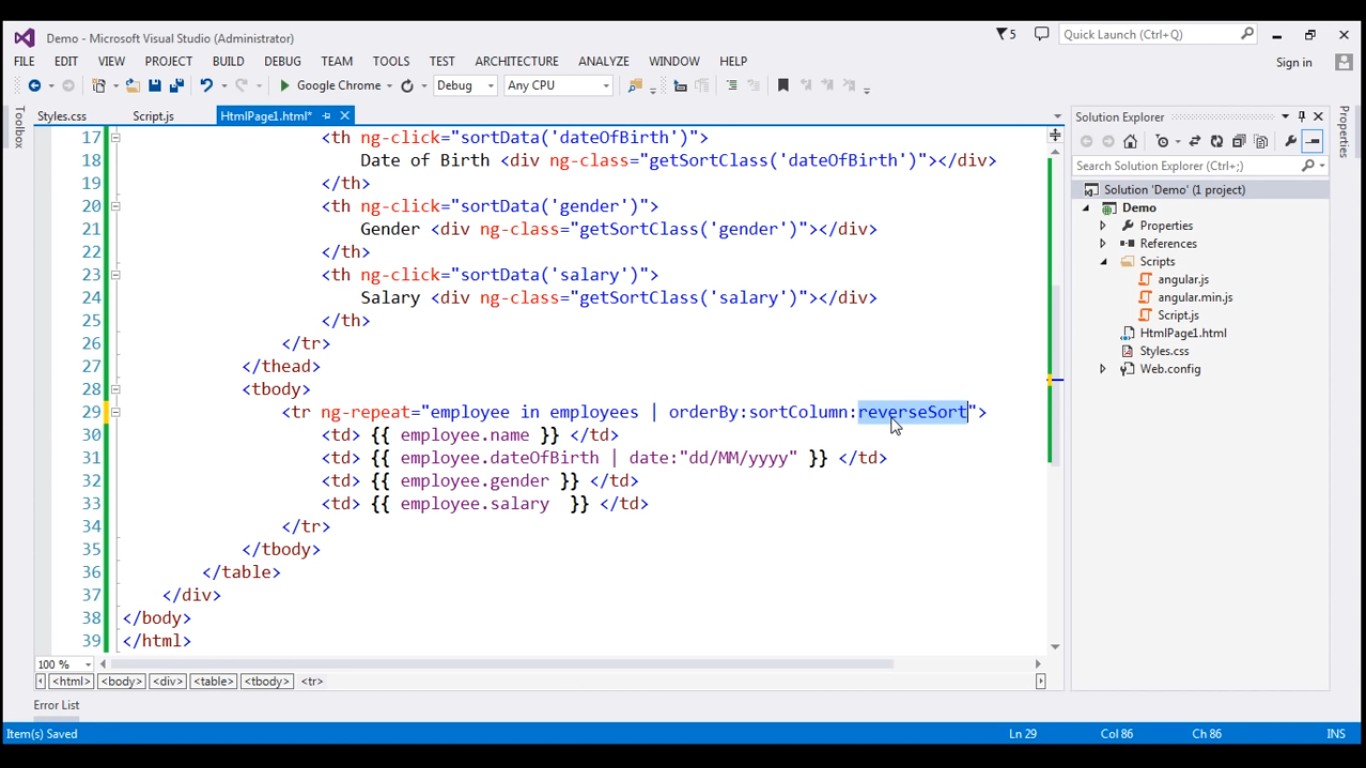 Demo - Microsoft Visual Studio (Administrator)
5
Quick Launch (Ctrl+Q)
FILE EDIT VIEW PROJECT BUILD DEBUG TEAM TOOLS TEST ARCHITECTURE ANALYZE WINDOW HELP
Sign in
Google Chrome Debug Any CPU
Toolbox
Styles.css Script.js HtmlPage1.html*
17 <th ng-click="sortData('dateOfBirth')">
18 Date of Birth <div ng-class="getSortClass('dateOfBirth')"></div>
19 </th>
20 <th ng-click="sortData('gender')">
21 Gender <div ng-class="getSortClass('gender')"></div>
22 </th>
23 <th ng-click="sortData('salary')">
24 Salary <div ng-class="getSortClass('salary')"></div>
25 </th>
26 </tr>
27 </thead>
28 <tbody>
29 <tr ng-repeat="employee in employees | orderBy:sortColumn:reverseSort">
30 <td> {{ employee.name }} </td>
31 <td> {{ employee.dateOfBirth | date:"dd/MM/yyyy" }} </td>
32 <td> {{ employee.gender }} </td>
33 <td> {{ employee.salary  }} </td>
34 </tr>
35 </tbody>
36 </table>
37 </div>
38 </body>
39 </html>
100 %
<html> <body> <div> <table> <tbody> <tr>
Error List
Solution Explorer
Search Solution Explorer (Ctrl+;)
Solution 'Demo' (1 project)
Demo
Properties
References
Scripts
angular.js
angular.min.js
Script.js
HtmlPage1.html
Styles.css
Web.config
Properties
Item(s) Saved Ln 29 Col 86 Ch 86 INS